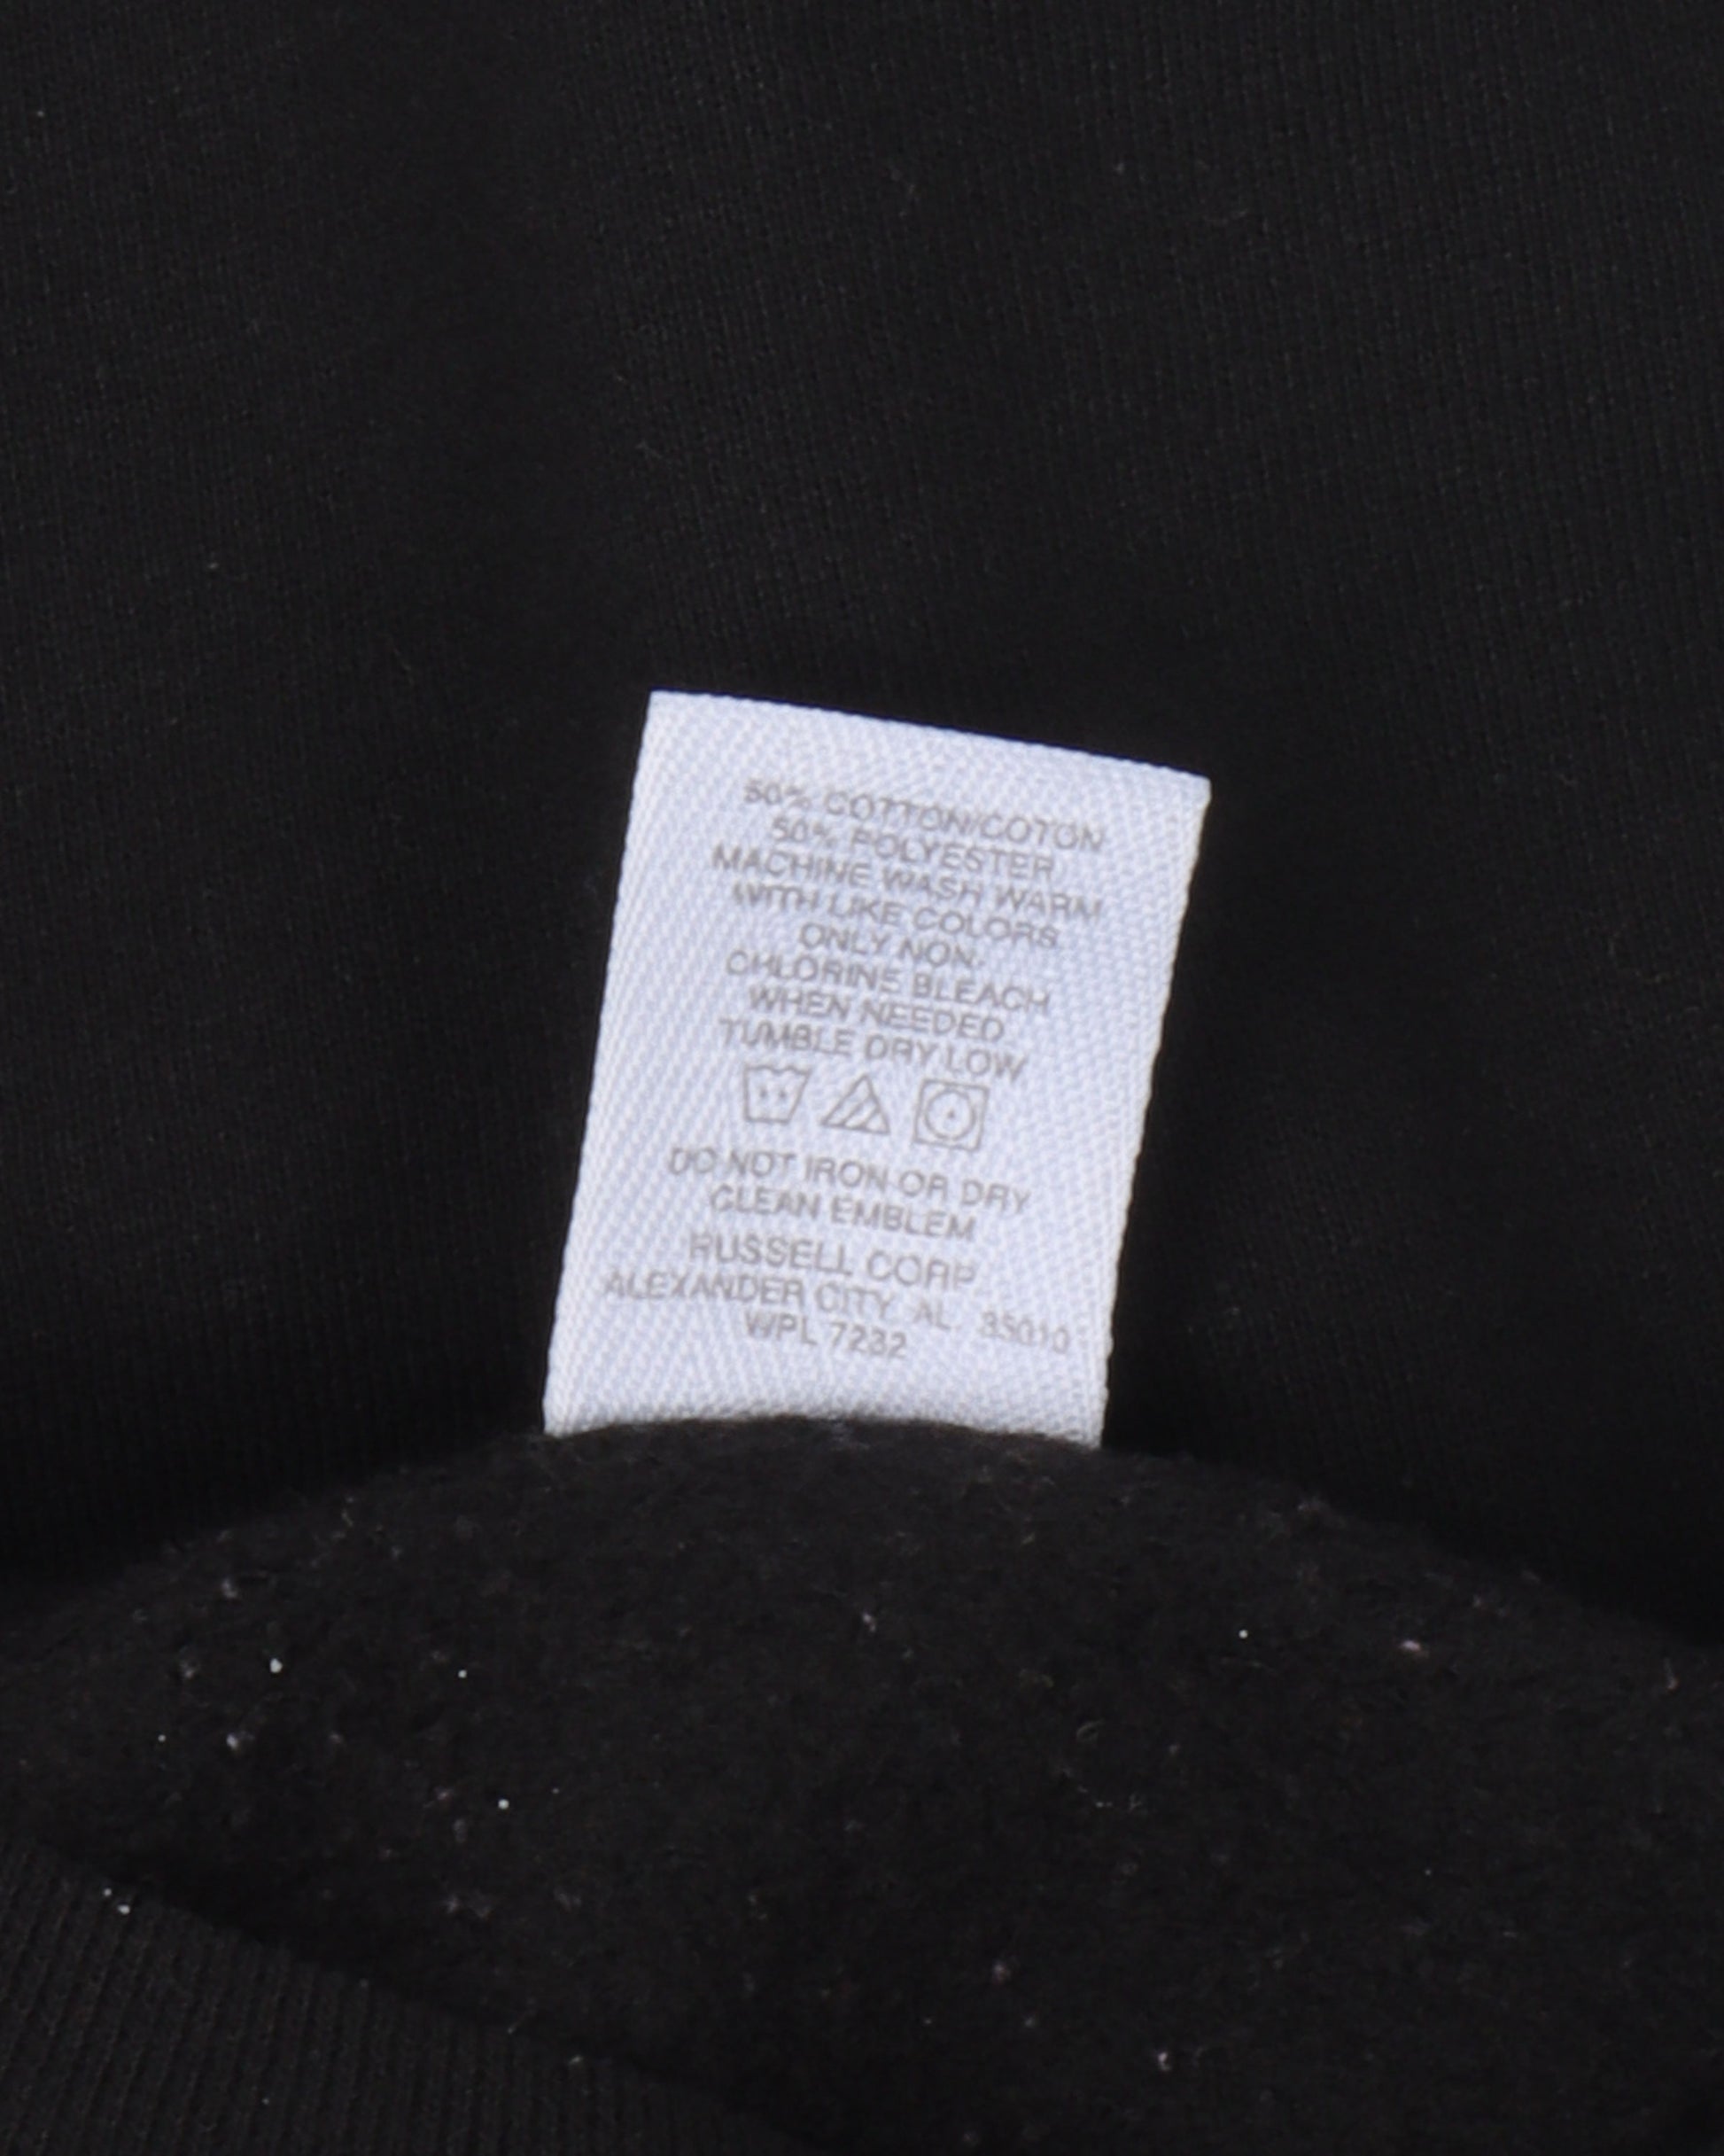 50% COTTON/COTON
50% POLYESTER
MACHINE WASH WARM
WITH LIKE COLORS
ONLY NON
CHLORINE BLEACH
WHEN NEEDED
TUMBLE DRY LOW
DO NOT IRON OR DRY
CLEAN EMBLEM
RUSSELL CORP
ALEXANDER CITY AL 35010
WPL 7232